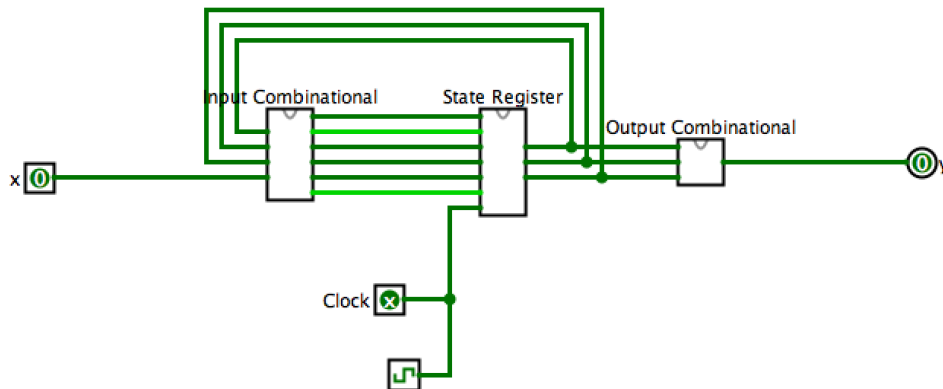 Input Combinational
State Register
Output Combinational
x 0
0 y
Clock x